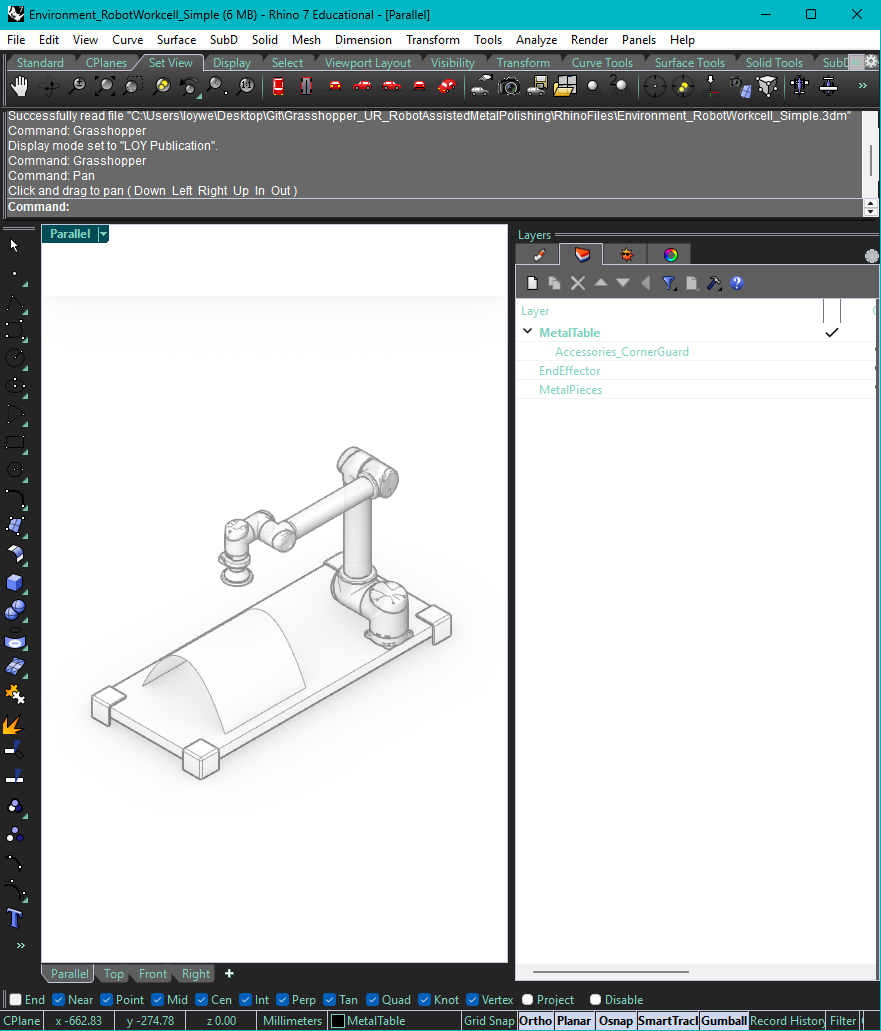 Environment_RobotWorkcell_Simple (6 MB) - Rhino 7 Educational - [Parallel]
File Edit View Curve Surface SubD Solid Mesh Dimension Transform Tools Analyze Render Panels Help
Standard CPlanes Set View Display Select Viewport Layout Visibility Transform Curve Tools Surface Tools Solid Tools SubD
Successfully read file "C:\Users\loywe\Desktop\Git\Grasshopper_UR_RobotAssistedMetalPolishing\RhinoFiles\Environment_RobotWorkcell_Simple.3dm"
Command: Grasshopper
Display mode set to "LOY Publication".
Command: Grasshopper
Command: Pan
Click and drag to pan ( Down Left Right Up In Out )
Command:
Parallel
Layers
Layer
MetalTable
Accessories_CornerGuard
EndEffector
MetalPieces
Parallel Top Front Right
End Near Point Mid Cen Int Perp Tan Quad Knot Vertex Project Disable
CPlane x -662.83 y -274.78 z 0.00 Millimeters MetalTable Grid Snap Ortho Planar Osnap SmartTracl Gumball Record Histon Filter